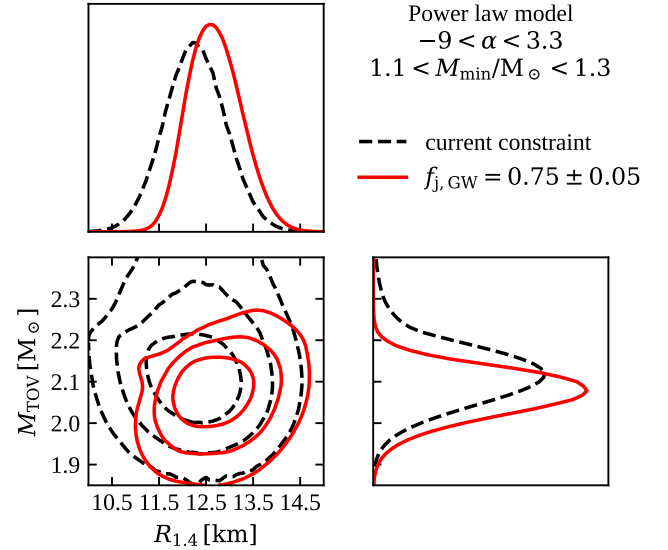 Power law model
−9 < α < 3.3
1.1 < M_min/M_⊙ < 1.3
current constraint
f_j,GW = 0.75 ± 0.05
2.3
2.2
2.1
2.0
1.9
M_TOV [M_⊙]
10.5 11.5 12.5 13.5 14.5
R_1.4 [km]